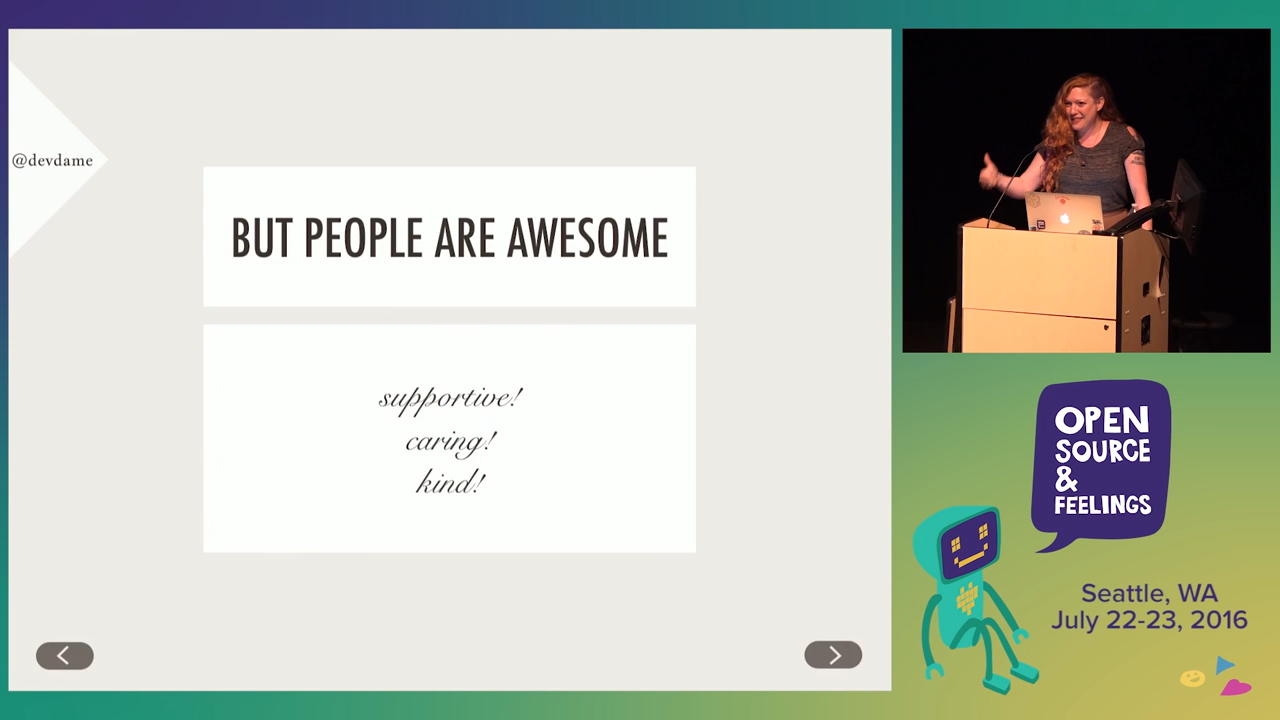 @devdame
BUT PEOPLE ARE AWESOME
supportive!
caring!
kind!
OPEN
SOURCE
&
FEELINGS
Seattle, WA
July 22-23, 2016